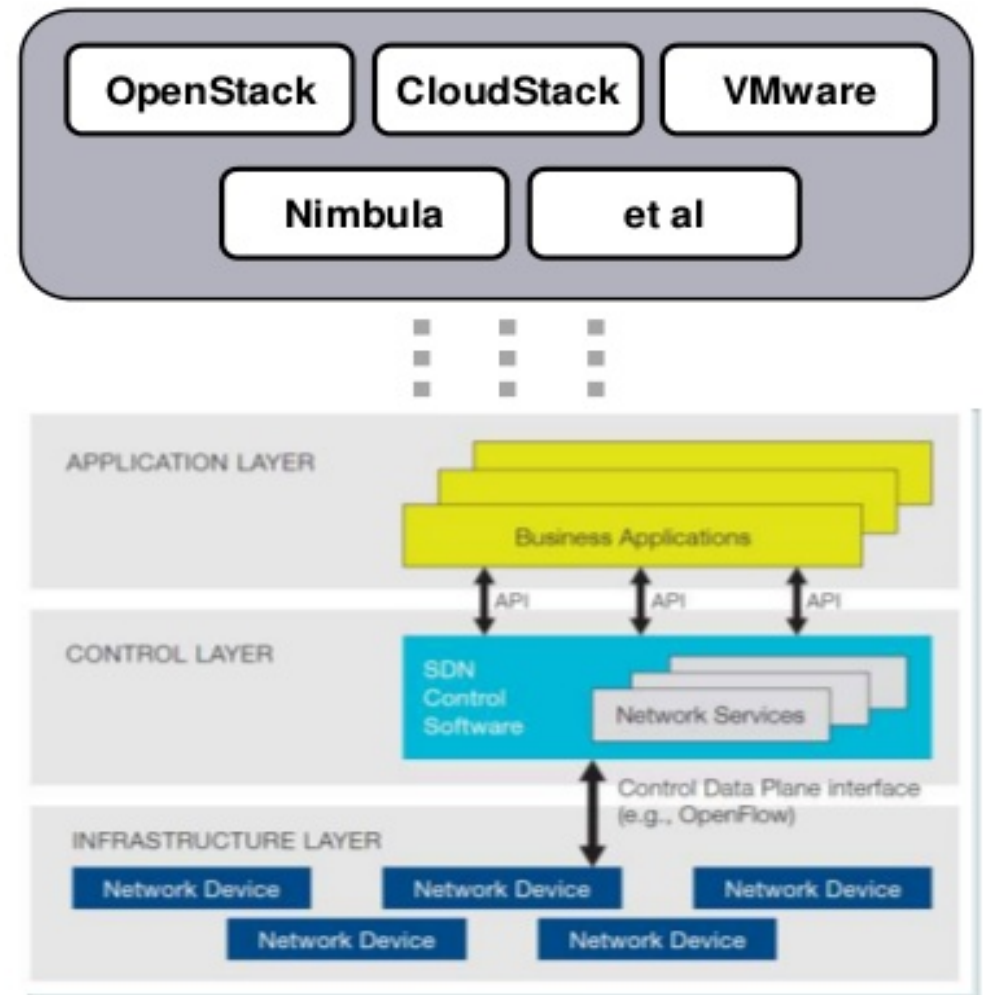 OpenStack CloudStack VMware
Nimbula et al
APPLICATION LAYER
Business Applications
API API API
CONTROL LAYER
SDN
Control
Software
Network Services
Control Data Plane interface
(e.g., OpenFlow)
INFRASTRUCTURE LAYER
Network Device Network Device Network Device
Network Device Network Device